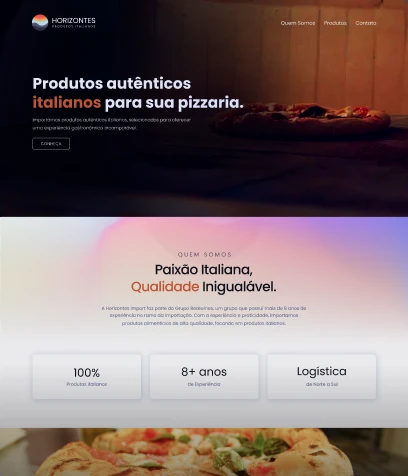 HORIZONTES
PRODUTOS ITALIANOS
Quem Somos Produtos Contato
Produtos autênticos
italianos para sua pizzaria.
Importamos produtos autênticos italianos, selecionados para oferecer
uma experiência gastronômica incomparável.
CONHEÇA
QUEM SOMOS
Paixão Italiana,
Qualidade Inigualável.
A Horizontes Import faz parte do Grupo, um grupo que possui mais de 8 anos de
experiência no ramo da importação. Com a experiência e praticidade, importamos
produtos alimentícios de alta qualidade, focando em produtos italianos.
100%
Produtos Italianos
8+ anos
de Experiência
Logística
de Norte a Sul